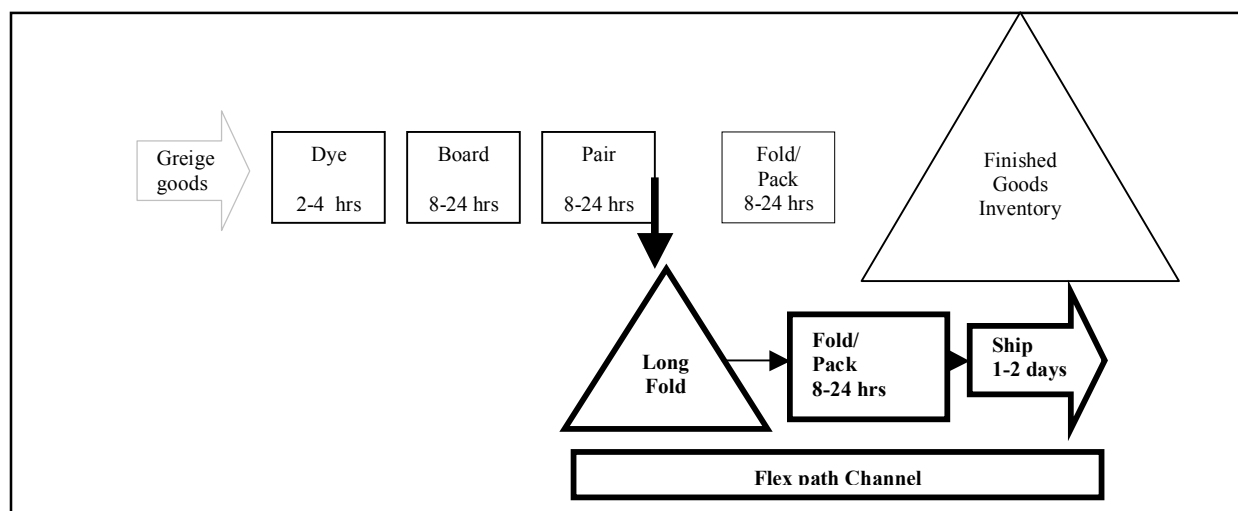 Greige
goods
Dye
2-4 hrs
Board
8-24 hrs
Pair
8-24 hrs
Fold/
Pack
8-24 hrs
Finished
Goods
Inventory
Long
Fold
Fold/
Pack
8-24 hrs
Ship
1-2 days
Flex path Channel